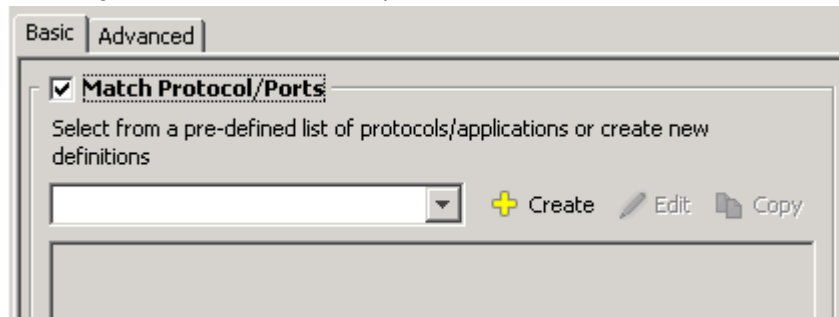 Basic
Advanced
Match Protocol/Ports
Select from a pre-defined list of protocols/applications or create new
definitions
Create Edit Copy